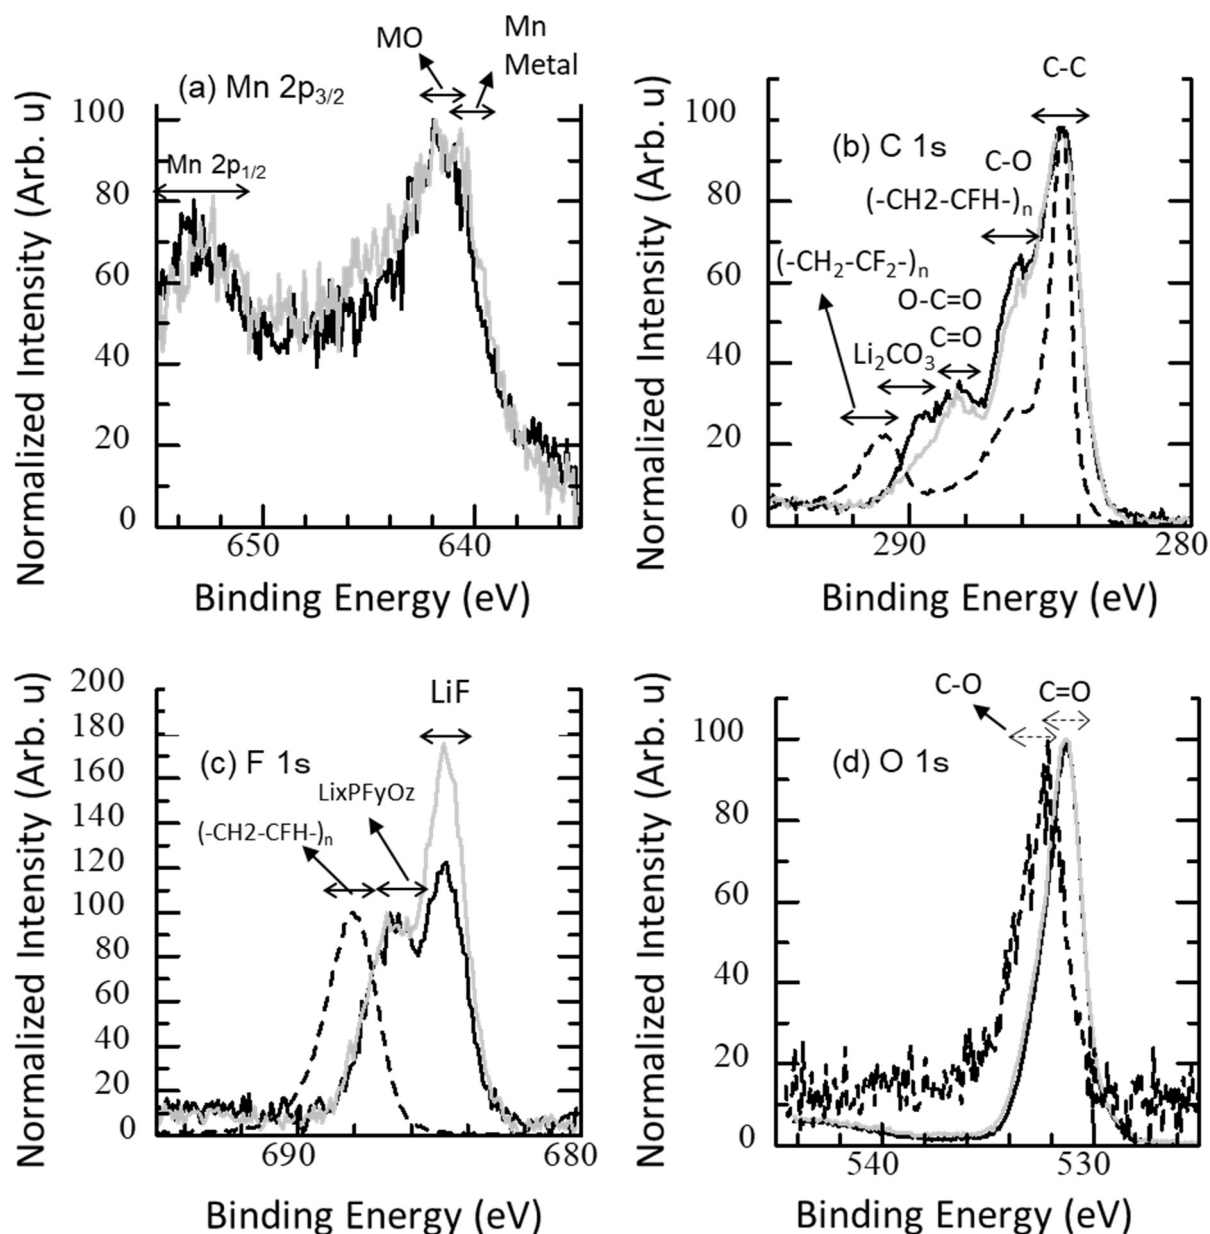 (a) Mn 2p3/2
MO
Mn
Metal
Mn 2p1/2
Normalized Intensity (Arb. u)
100
80
60
40
20
0
650
640
Binding Energy (eV)
(b) C 1s
C-C
C-O
(-CH2-CFH-)n
(-CH2-CF2-)n
O-C=O
C=O
Li2CO3
Normalized Intensity (Arb. u)
100
80
60
40
20
0
290
280
Binding Energy (eV)
(c) F 1s
LiF
LixPFyOz
(-CH2-CFH-)n
Normalized Intensity (Arb. u)
200
180
160
140
120
100
80
60
40
20
0
690
680
Binding Energy (eV)
(d) O 1s
C-O
C=O
Normalized Intensity (Arb. u)
100
80
60
40
20
0
540
530
Binding Energy (eV)